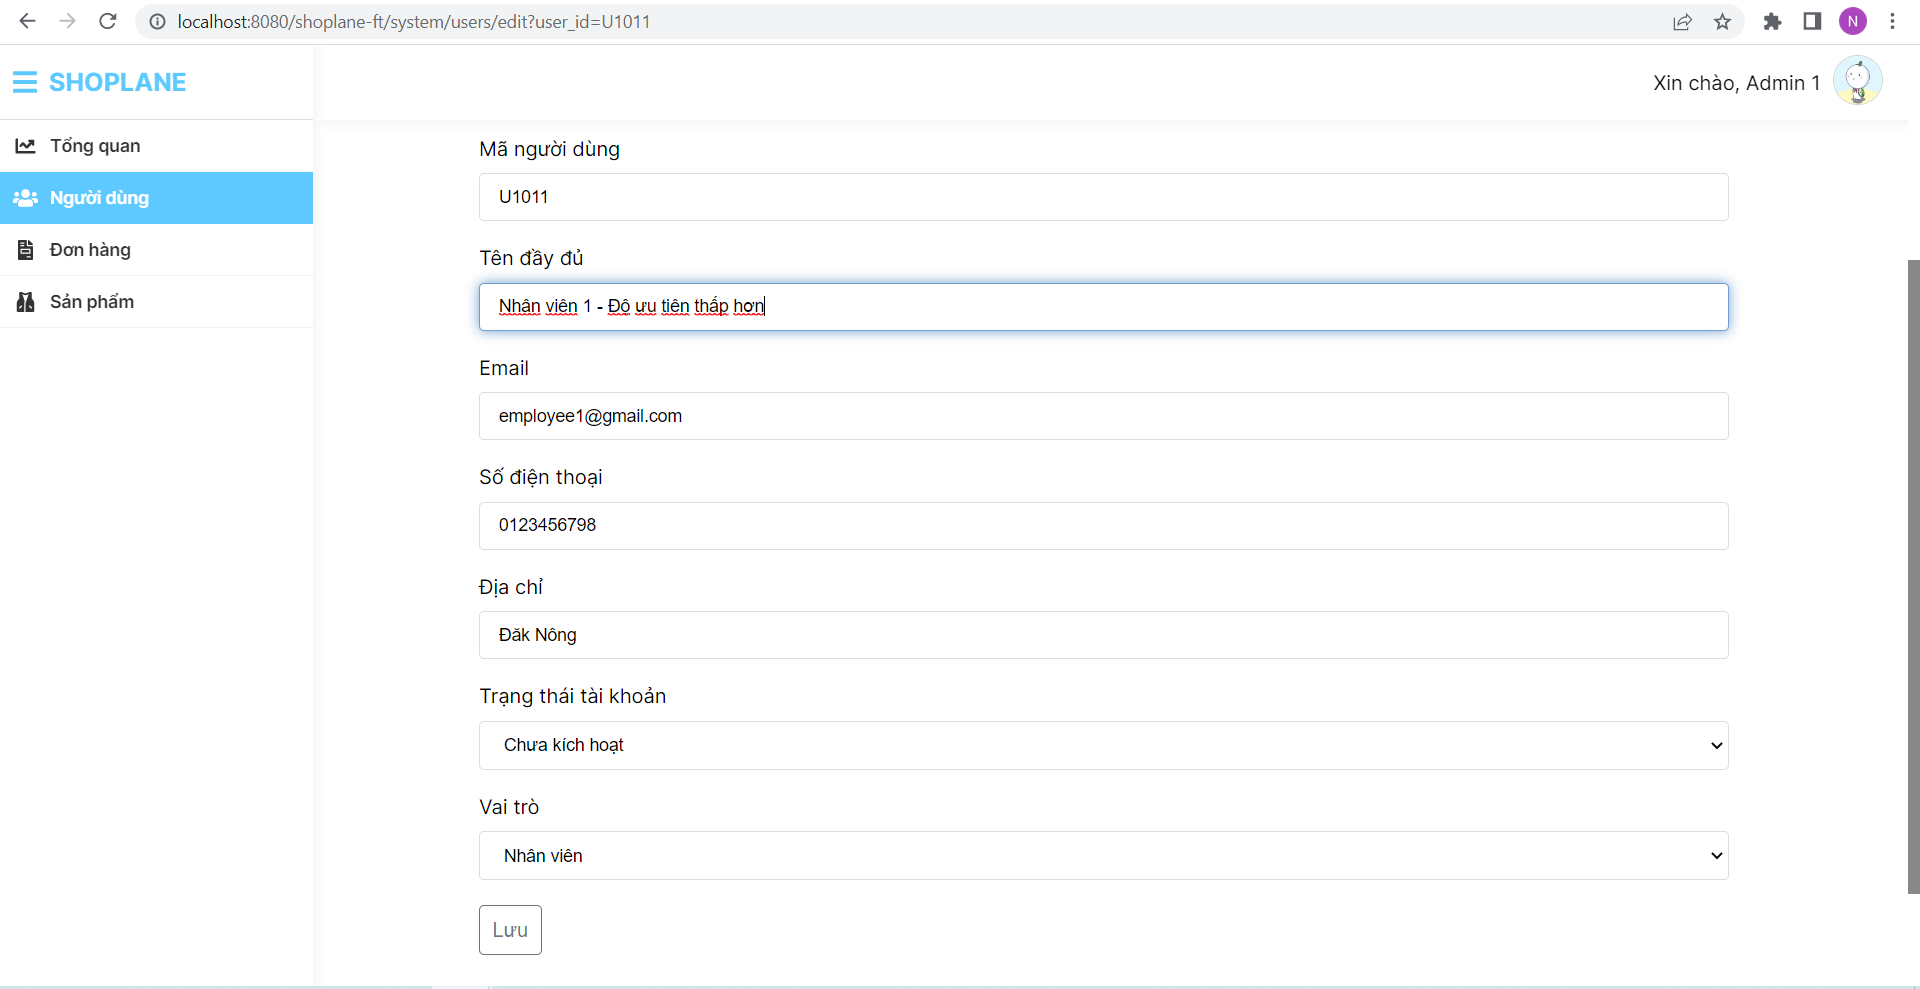 localhost:8080/shoplane-ft/system/users/edit?user_id=U1011
N
SHOPLANE
Xin chào, Admin 1
Tổng quan
Người dùng
Đơn hàng
Sản phẩm
Mã người dùng
U1011
Tên đầy đủ
Nhân viên 1 - Độ ưu tiên thấp hơn
Email
employee1@gmail.com
Số điện thoại
0123456798
Địa chỉ
Đăk Nông
Trạng thái tài khoản
Chưa kích hoạt
Vai trò
Nhân viên
Lưu